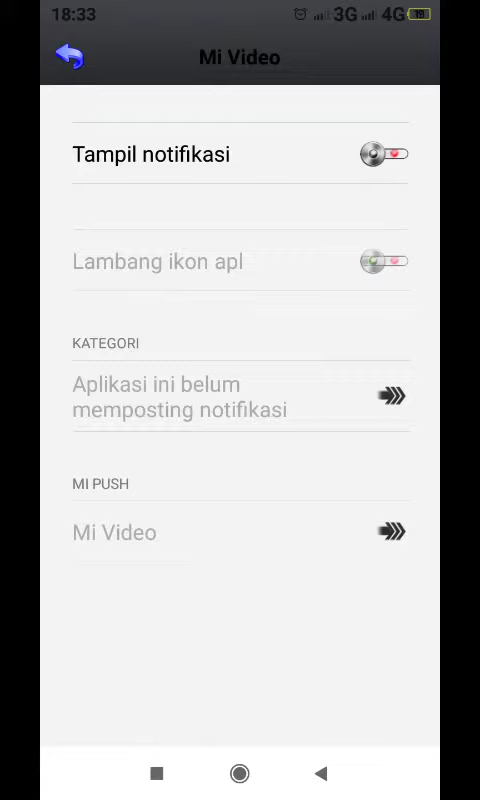 18:33 3G 4G 19
Mi Video
Tampil notifikasi
Lambang ikon apl
KATEGORI
Aplikasi ini belum
memposting notifikasi
MI PUSH
Mi Video